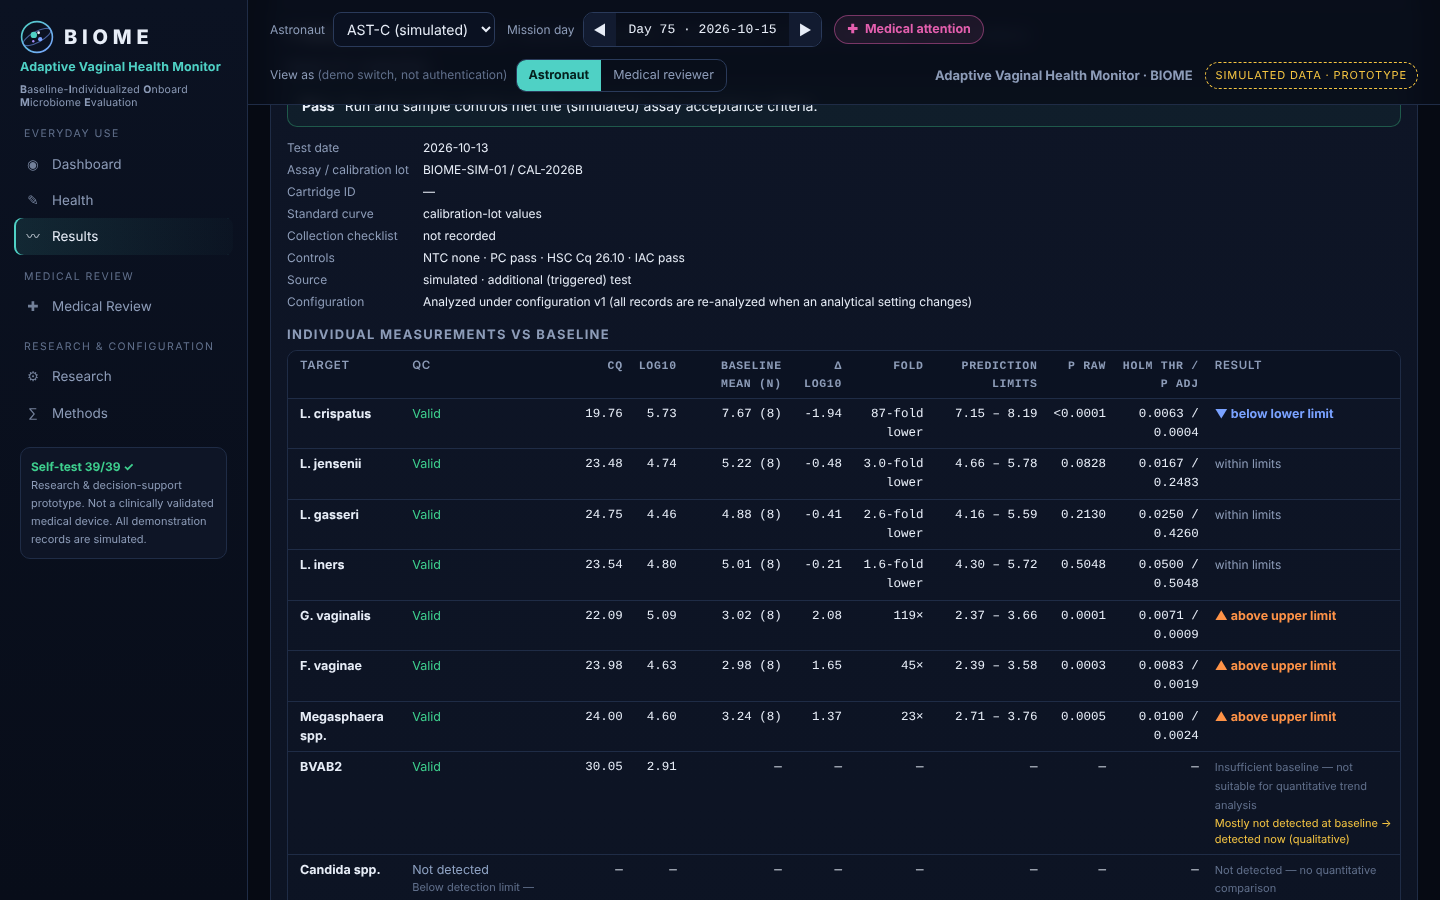 BIOME
Adaptive Vaginal Health Monitor
Baseline-Individualized Onboard
Microbiome Evaluation
EVERYDAY USE
Dashboard
Health
Results
MEDICAL REVIEW
Medical Review
RESEARCH & CONFIGURATION
Research
Methods
Self-test 39/39 ✓
Research & decision-support
prototype. Not a clinically validated
medical device. All demonstration
records are simulated.
Astronaut AST-C (simulated) Mission day ◀ Day 75 · 2026-10-15 ▶ ✚ Medical attention
View as (demo switch, not authentication) Astronaut Medical reviewer Adaptive Vaginal Health Monitor · BIOME SIMULATED DATA · PROTOTYPE
Pass Run and sample controls met the (simulated) assay acceptance criteria.
Test date 2026-10-13
Assay / calibration lot BIOME-SIM-01 / CAL-2026B
Cartridge ID —
Standard curve calibration-lot values
Collection checklist not recorded
Controls NTC none · PC pass · HSC Cq 26.10 · IAC pass
Source simulated · additional (triggered) test
Configuration Analyzed under configuration v1 (all records are re-analyzed when an analytical setting changes)
INDIVIDUAL MEASUREMENTS VS BASELINE
TARGET QC CQ LOG10 BASELINE Δ FOLD PREDICTION P RAW HOLM THR / RESULT
MEAN (N) LOG10 LIMITS P ADJ
L. crispatus Valid 19.76 5.73 7.67 (8) -1.94 87-fold 7.15 – 8.19 <0.0001 0.0063 / ▼ below lower limit
lower 0.0004
L. jensenii Valid 23.48 4.74 5.22 (8) -0.48 3.0-fold 4.66 – 5.78 0.0828 0.0167 / within limits
lower 0.2483
L. gasseri Valid 24.75 4.46 4.88 (8) -0.41 2.6-fold 4.16 – 5.59 0.2130 0.0250 / within limits
lower 0.4260
L. iners Valid 23.54 4.80 5.01 (8) -0.21 1.6-fold 4.30 – 5.72 0.5048 0.0500 / within limits
lower 0.5048
G. vaginalis Valid 22.09 5.09 3.02 (8) 2.08 119× 2.37 – 3.66 0.0001 0.0071 / ▲ above upper limit
0.0009
F. vaginae Valid 23.98 4.63 2.98 (8) 1.65 45× 2.39 – 3.58 0.0003 0.0083 / ▲ above upper limit
0.0019
Megasphaera Valid 24.00 4.60 3.24 (8) 1.37 23× 2.71 – 3.76 0.0005 0.0100 / ▲ above upper limit
spp. 0.0024
BVAB2 Valid 30.05 2.91 — — — — — — Insufficient baseline — not
suitable for quantitative trend
analysis
Mostly not detected at baseline →
detected now (qualitative)
Candida spp. Not detected — — — — — — — — Not detected — no quantitative
Below detection limit — comparison